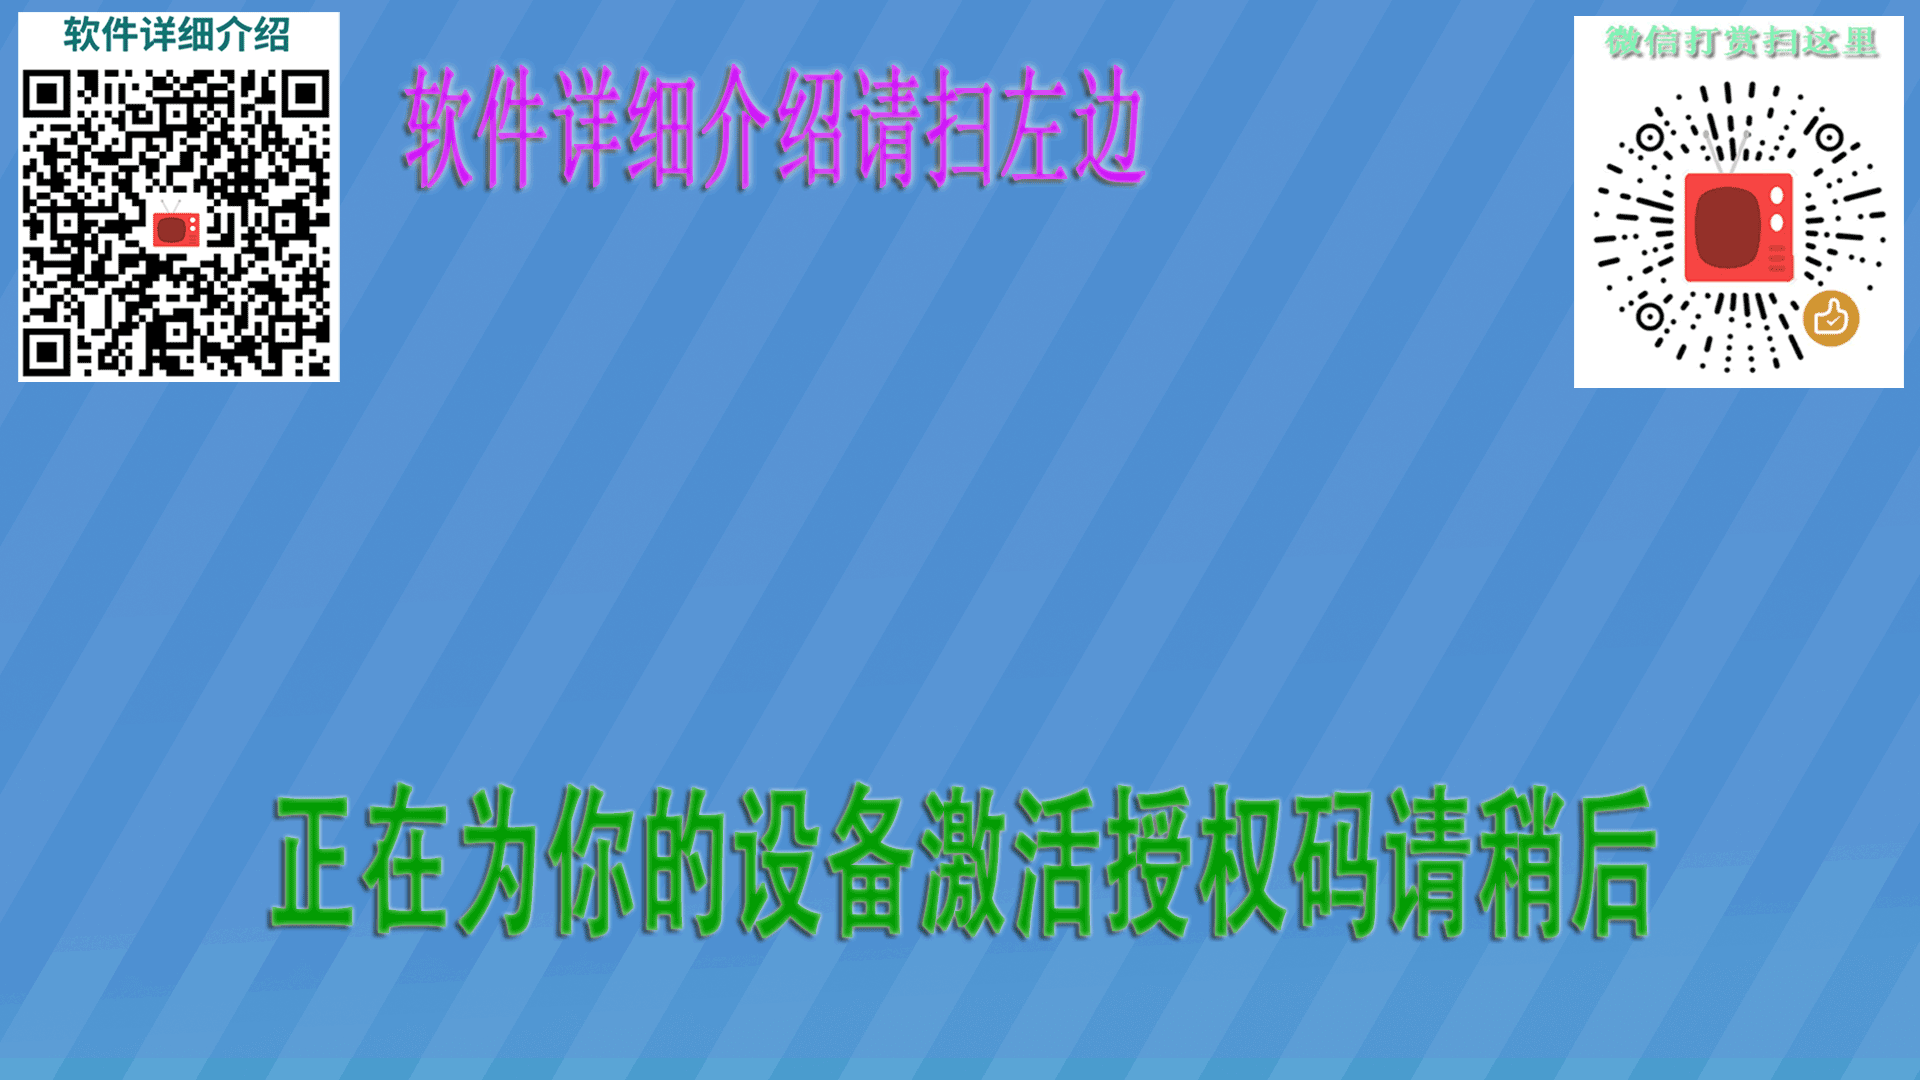 软件详细介绍
微信打赏扫这里
软件详细介绍请扫左边
正在为你的设备激活授权码请稍后